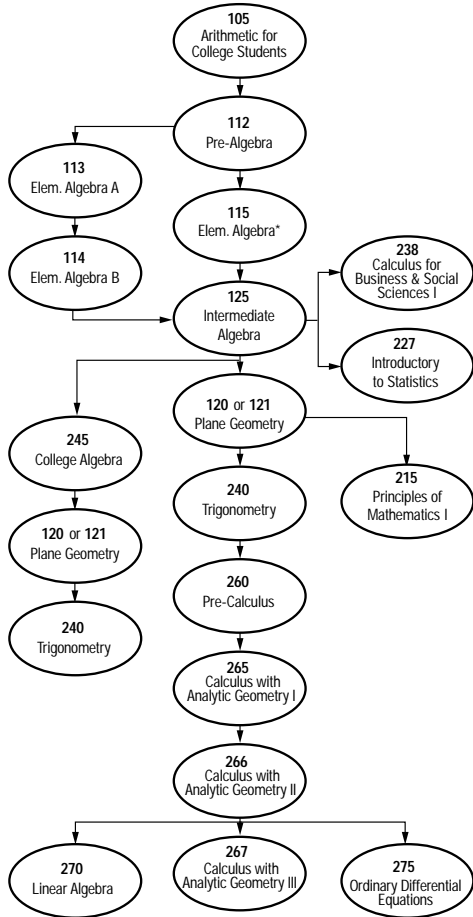 105
Arithmetic for
College Students
112
Pre-Algebra
113
Elem. Algebra A
115
Elem. Algebra*
114
Elem. Algebra B
238
Calculus for
Business & Social
Sciences I
125
Intermediate
Algebra
227
Introductory
to Statistics
120 or 121
Plane Geometry
245
College Algebra
240
Trigonometry
215
Principles of
Mathematics I
120 or 121
Plane Geometry
260
Pre-Calculus
240
Trigonometry
265
Calculus with
Analytic Geometry I
266
Calculus with
Analytic Geometry II
270
Linear Algebra
267
Calculus with
Analytic Geometry III
275
Ordinary Differential
Equations